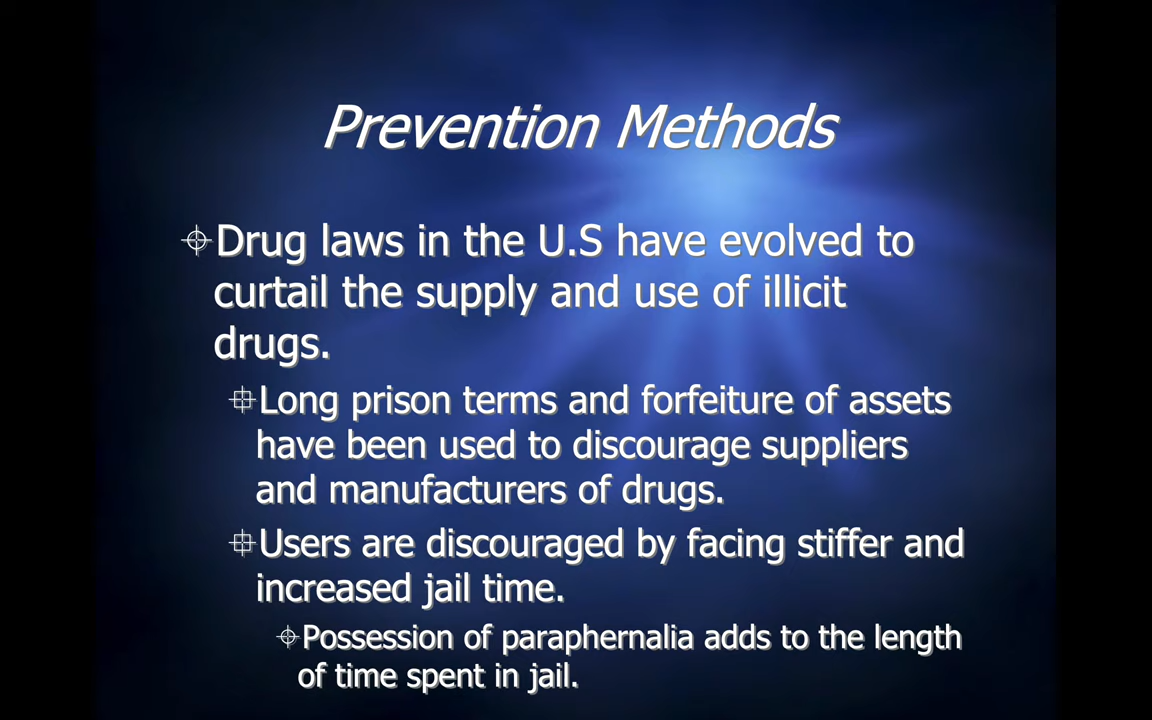 Prevention Methods
Drug laws in the U.S have evolved to
curtail the supply and use of illicit
drugs.
Long prison terms and forfeiture of assets
have been used to discourage suppliers
and manufacturers of drugs.
Users are discouraged by facing stiffer and
increased jail time.
Possession of paraphernalia adds to the length
of time spent in jail.